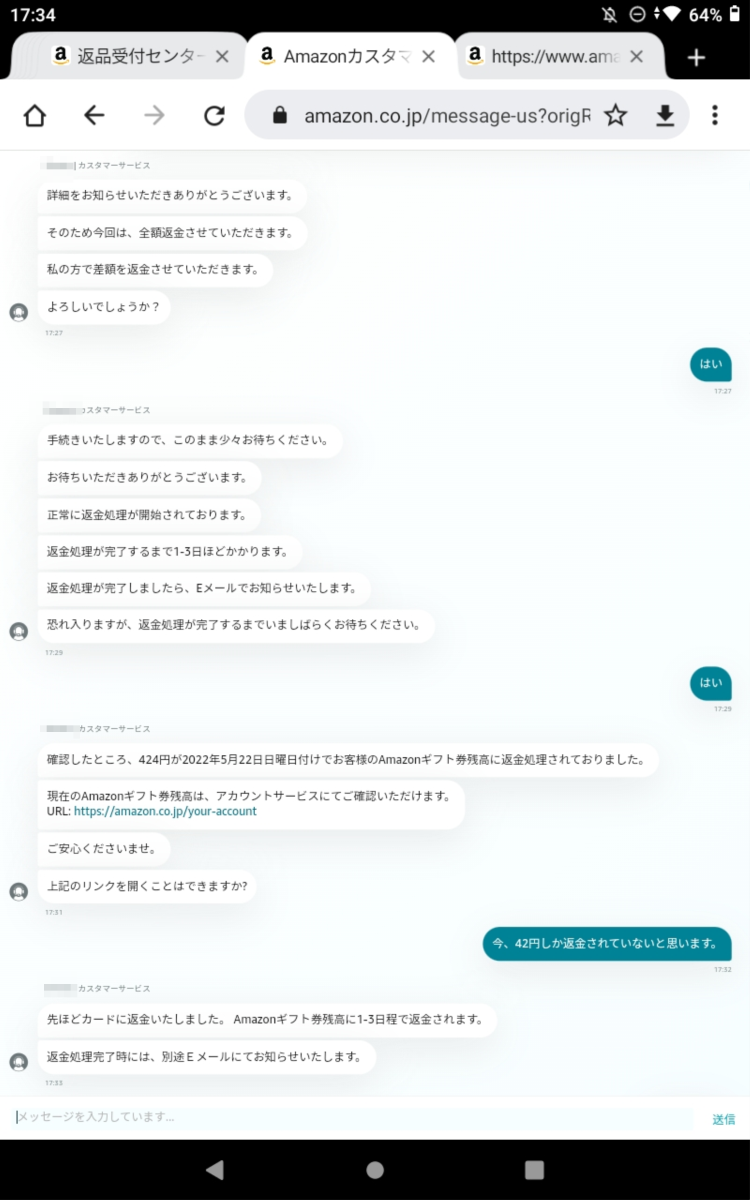 17:34
64%
返品受付センター
Amazonカスタマ
https://www.ama
amazon.co.jp/message-us?origR
カスタマーサービス
詳細をお知らせいただきありがとうございます。
そのため今回は、全額返金させていただきます。
私の方で差額を返金させていただきます。
よろしいでしょうか？
17:27
はい
17:27
カスタマーサービス
手続きいたしますので、このまま少々お待ちください。
お待ちいただきありがとうございます。
正常に返金処理が開始されております。
返金処理が完了するまで1-3日ほどかかります。
返金処理が完了しましたら、Eメールでお知らせいたします。
恐れ入りますが、返金処理が完了するまでいましばらくお待ちください。
17:29
はい
17:29
カスタマーサービス
確認したところ、424円が2022年5月22日日曜日付けでお客様のAmazonギフト券残高に返金処理されておりました。
現在のAmazonギフト券残高は、アカウントサービスにてご確認いただけます。
URL: https://amazon.co.jp/your-account
ご安心くださいませ。
上記のリンクを開くことはできますか?
17:31
今、42円しか返金されていないと思います。
17:32
カスタマーサービス
先ほどカードに返金いたしました。 Amazonギフト券残高に1-3日程で返金されます。
返金処理完了時には、別途Ｅメールにてお知らせいたします。
17:33
メッセージを入力しています...
送信